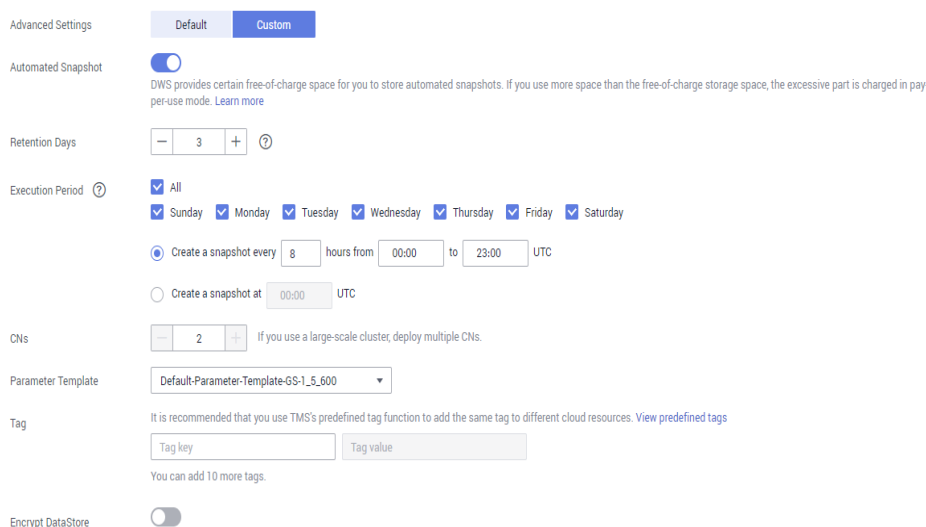 Advanced Settings Default Custom
Automated Snapshot
DWS provides certain free-of-charge space for you to store automated snapshots. If you use more space than the free-of-charge storage space, the excessive part is charged in pay
per-use mode. Learn more
Retention Days − 3 + ?
Execution Period ? All
Sunday Monday Tuesday Wednesday Thursday Friday Saturday
Create a snapshot every 8 hours from 00:00 to 23:00 UTC
Create a snapshot at 00:00 UTC
CNs − 2 + If you use a large-scale cluster, deploy multiple CNs.
Parameter Template Default-Parameter-Template-GS-1_5_600
Tag It is recommended that you use TMS's predefined tag function to add the same tag to different cloud resources. View predefined tags
Tag key Tag value
You can add 10 more tags.
Encrypt DataStore